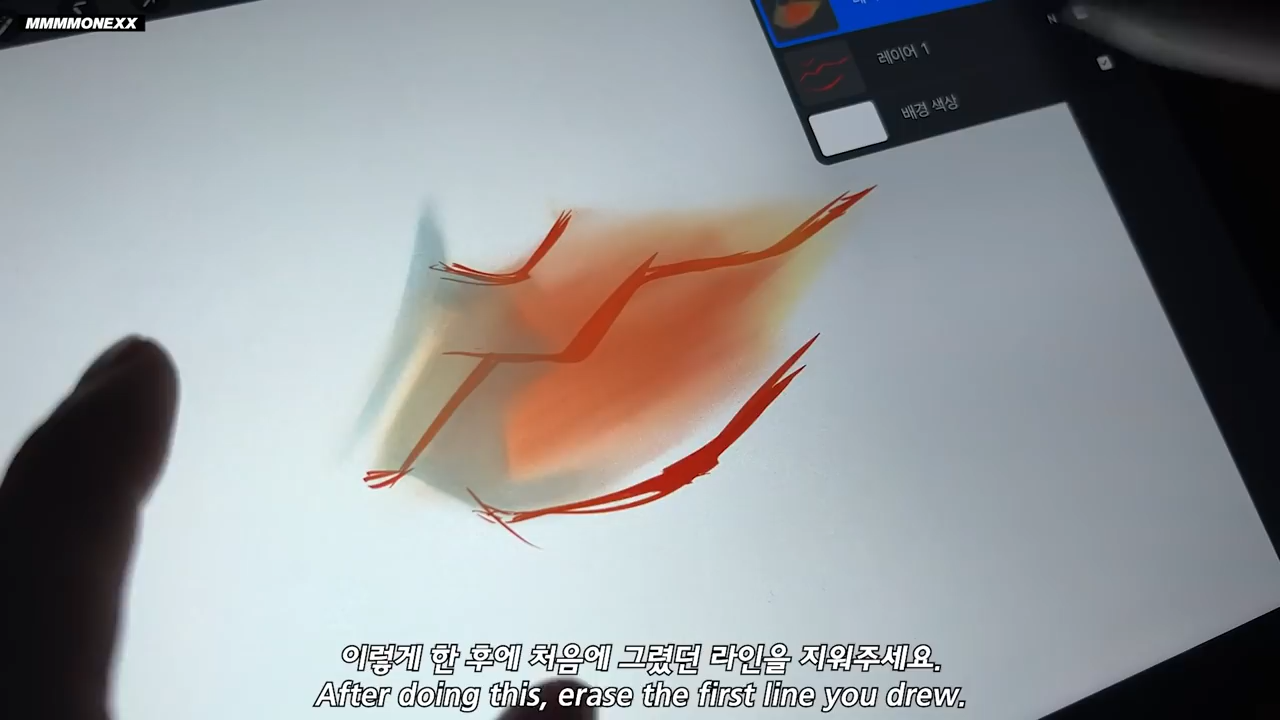 MMMMONEXX
N
레이어 1
배경 색상
이렇게 한 후에 처음에 그렸던 라인을 지워주세요.
After doing this, erase the first line you drew.